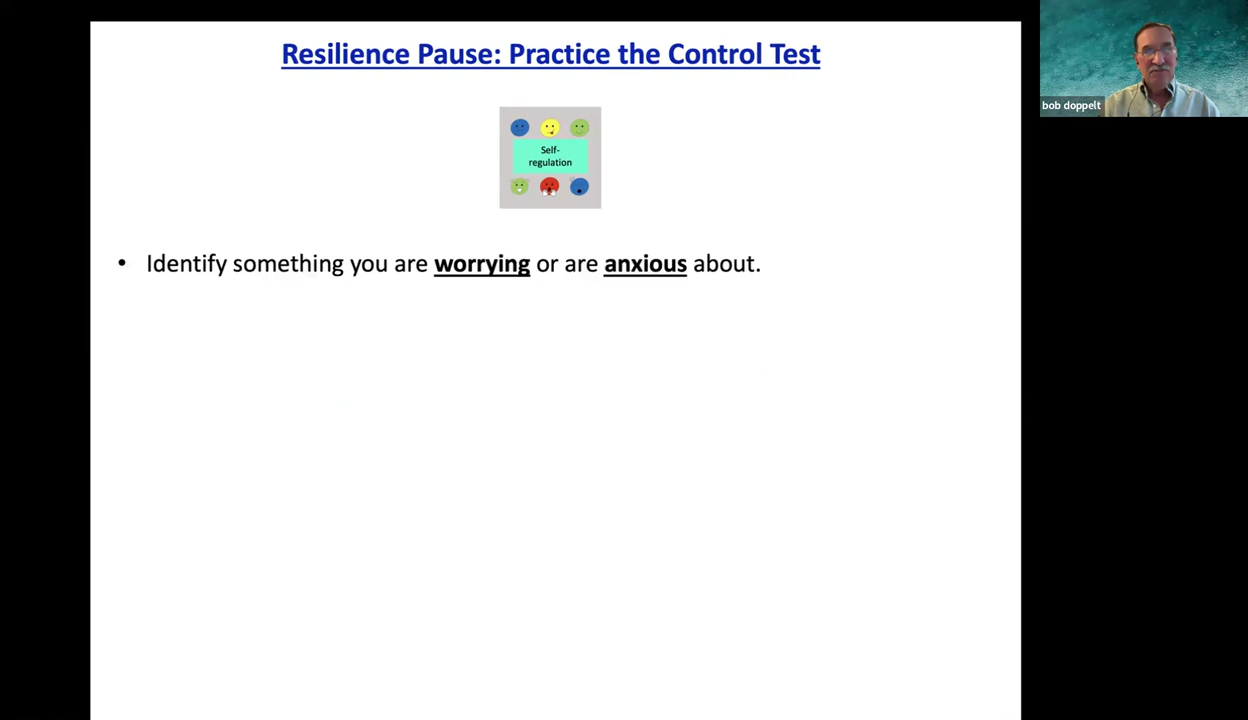 Resilience Pause: Practice the Control Test
bob doppelt
Self-
regulation
• Identify something you are worrying or are anxious about.